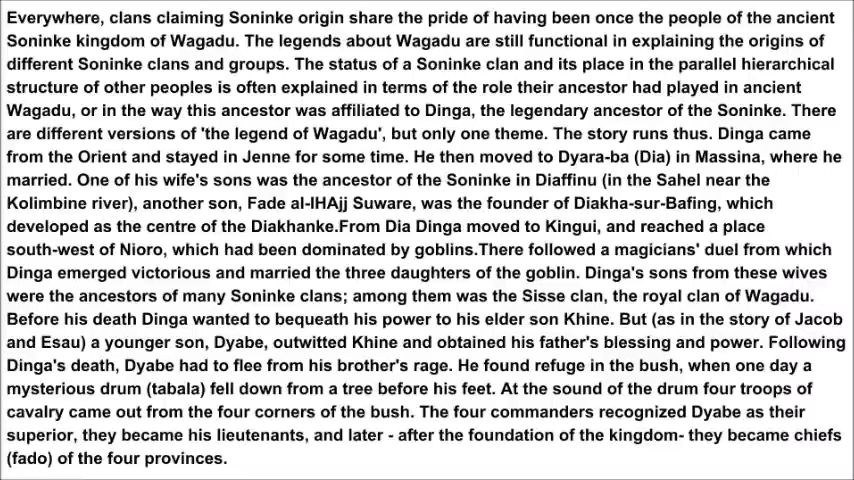 Everywhere, clans claiming Soninke origin share the pride of having been once the people of the ancient
Soninke kingdom of Wagadu. The legends about Wagadu are still functional in explaining the origins of
different Soninke clans and groups. The status of a Soninke clan and its place in the parallel hierarchical
structure of other peoples is often explained in terms of the role their ancestor had played in ancient
Wagadu, or in the way this ancestor was affiliated to Dinga, the legendary ancestor of the Soninke. There
are different versions of 'the legend of Wagadu', but only one theme. The story runs thus. Dinga came
from the Orient and stayed in Jenne for some time. He then moved to Dyara-ba (Dia) in Massina, where he
married. One of his wife's sons was the ancestor of the Soninke in Diaffinu (in the Sahel near the
Kolimbine river), another son, Fade al-IHAjj Suware, was the founder of Diakha-sur-Bafing, which
developed as the centre of the Diakhanke.From Dia Dinga moved to Kingui, and reached a place
south-west of Nioro, which had been dominated by goblins.There followed a magicians' duel from which
Dinga emerged victorious and married the three daughters of the goblin. Dinga's sons from these wives
were the ancestors of many Soninke clans; among them was the Sisse clan, the royal clan of Wagadu.
Before his death Dinga wanted to bequeath his power to his elder son Khine. But (as in the story of Jacob
and Esau) a younger son, Dyabe, outwitted Khine and obtained his father's blessing and power. Following
Dinga's death, Dyabe had to flee from his brother's rage. He found refuge in the bush, when one day a
mysterious drum (tabala) fell down from a tree before his feet. At the sound of the drum four troops of
cavalry came out from the four corners of the bush. The four commanders recognized Dyabe as their
superior, they became his lieutenants, and later - after the foundation of the kingdom- they became chiefs
(fado) of the four provinces.